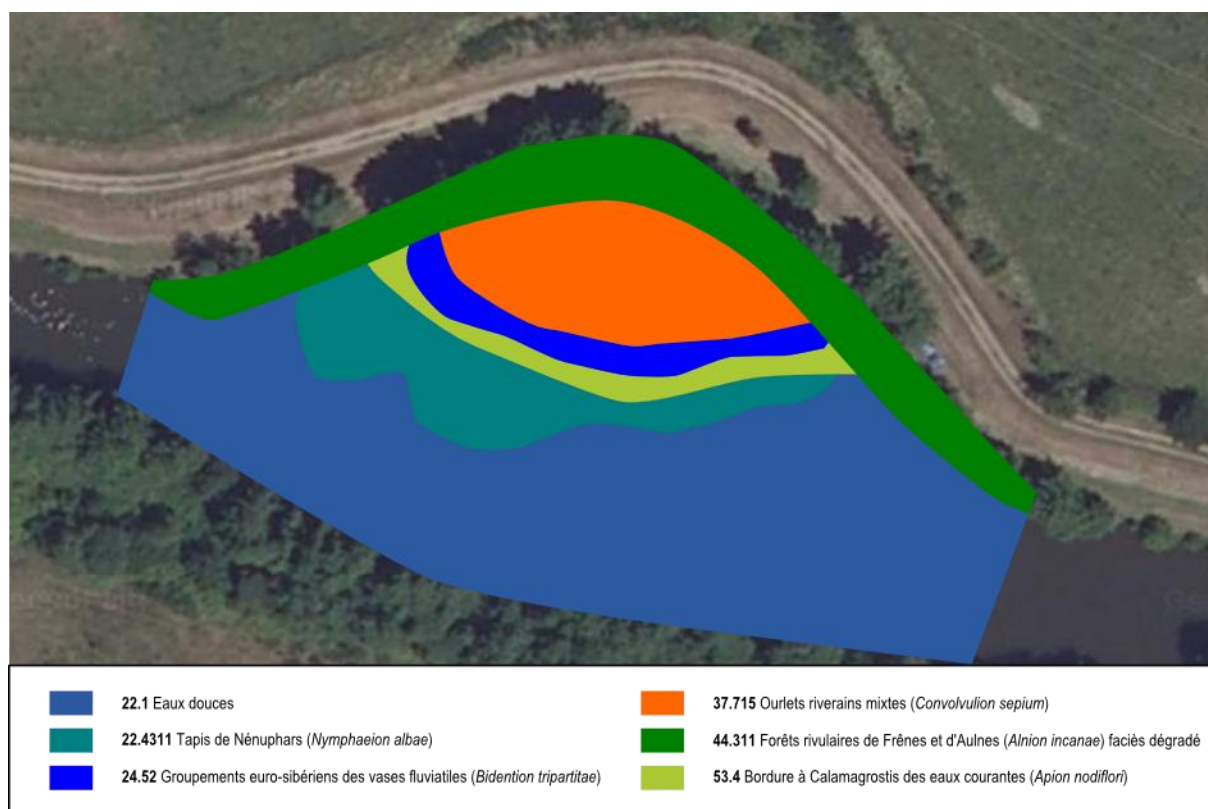 22.1 Eaux douces
22.4311 Tapis de Nénuphars (Nymphaeion albae)
24.52 Groupements euro-sibériens des vases fluviatiles (Bidention tripartitae)
37.715 Ourlets riverains mixtes (Convolvulion sepium)
44.311 Forêts rivulaires de Frênes et d'Aulnes (Alnion incanae) faciès dégradé
53.4 Bordure à Calamagrostis des eaux courantes (Apion nodiflori)